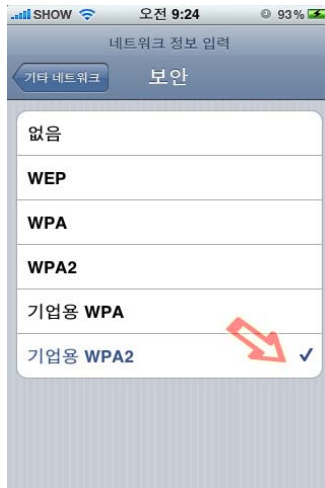 SHOW 오전 9:24 93%
네트워크 정보 입력
기타 네트워크 보안
없음
WEP
WPA
WPA2
기업용 WPA
기업용 WPA2